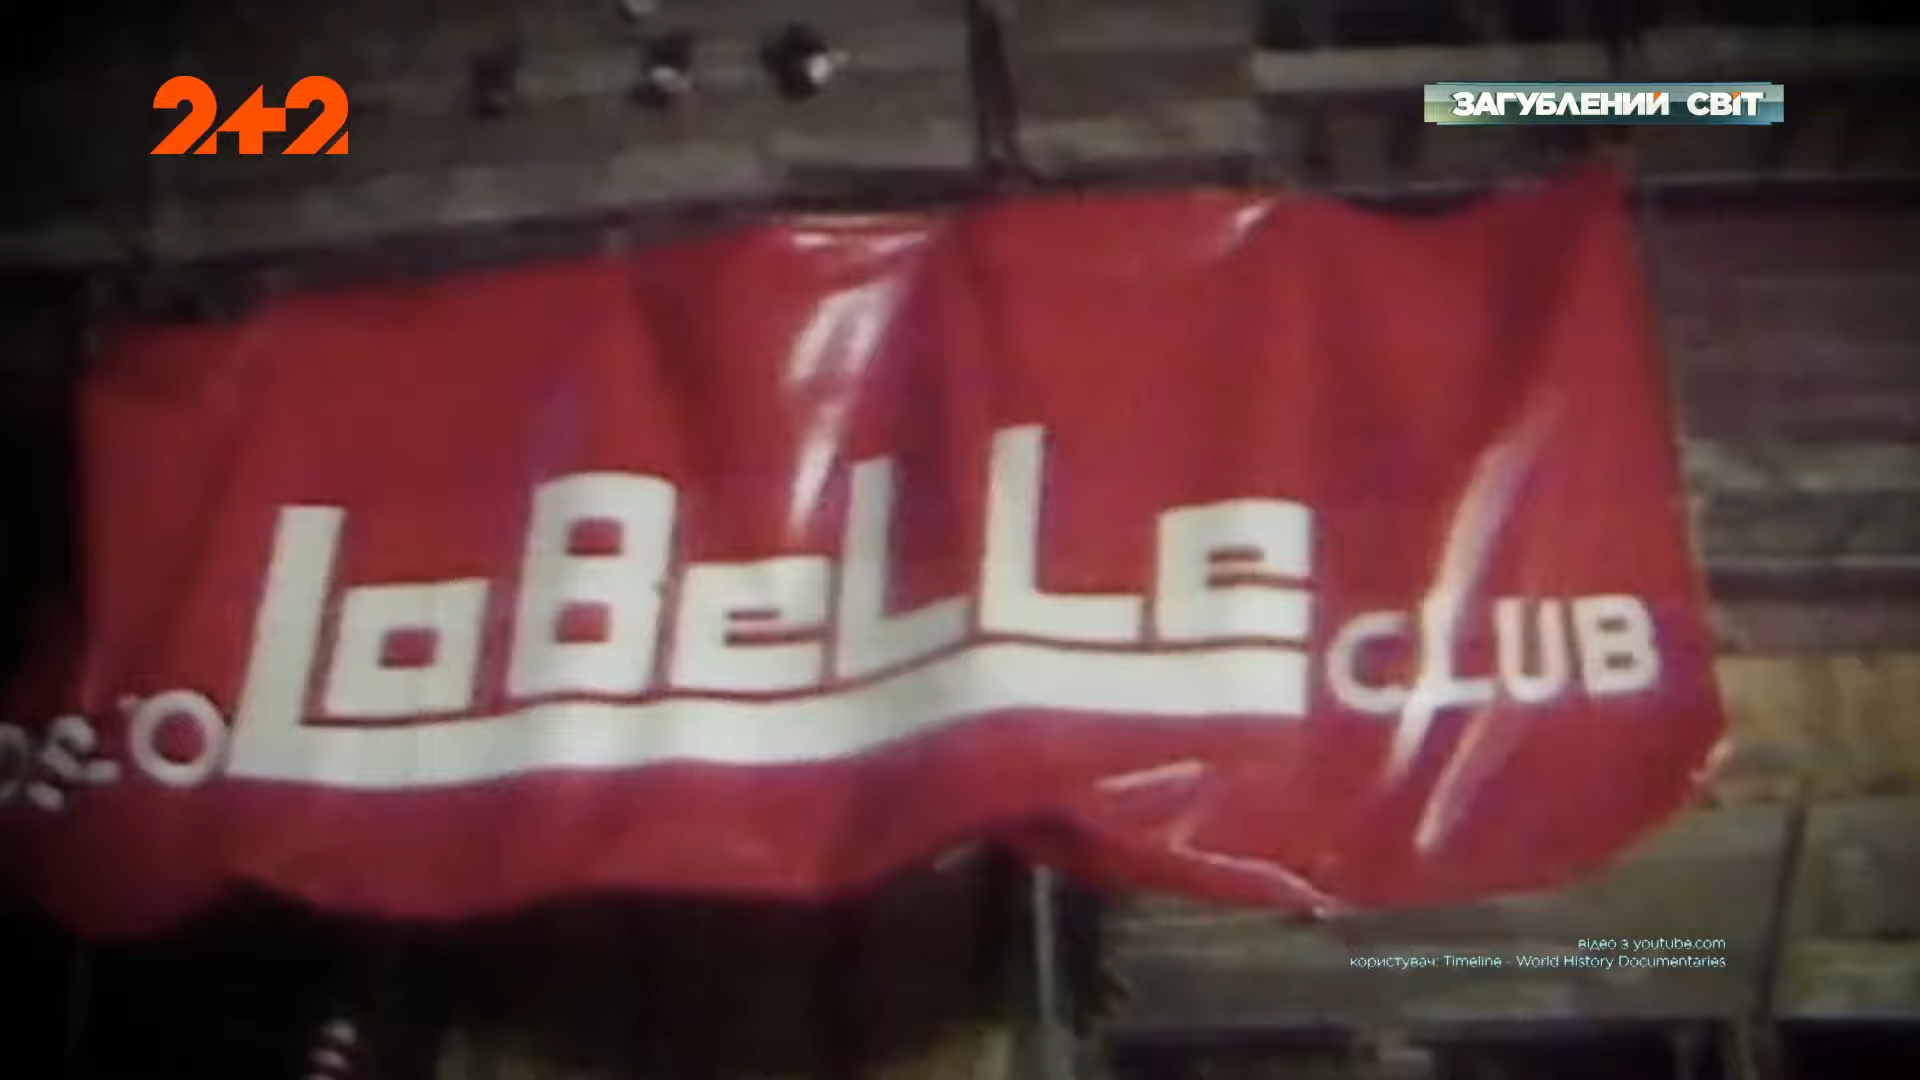 2+2
ЗАГУБЛЕНИЙ СВІТ
LaBeLLe CLUB
відео з youtube.com
користувач: Timeline - World History Documentaries